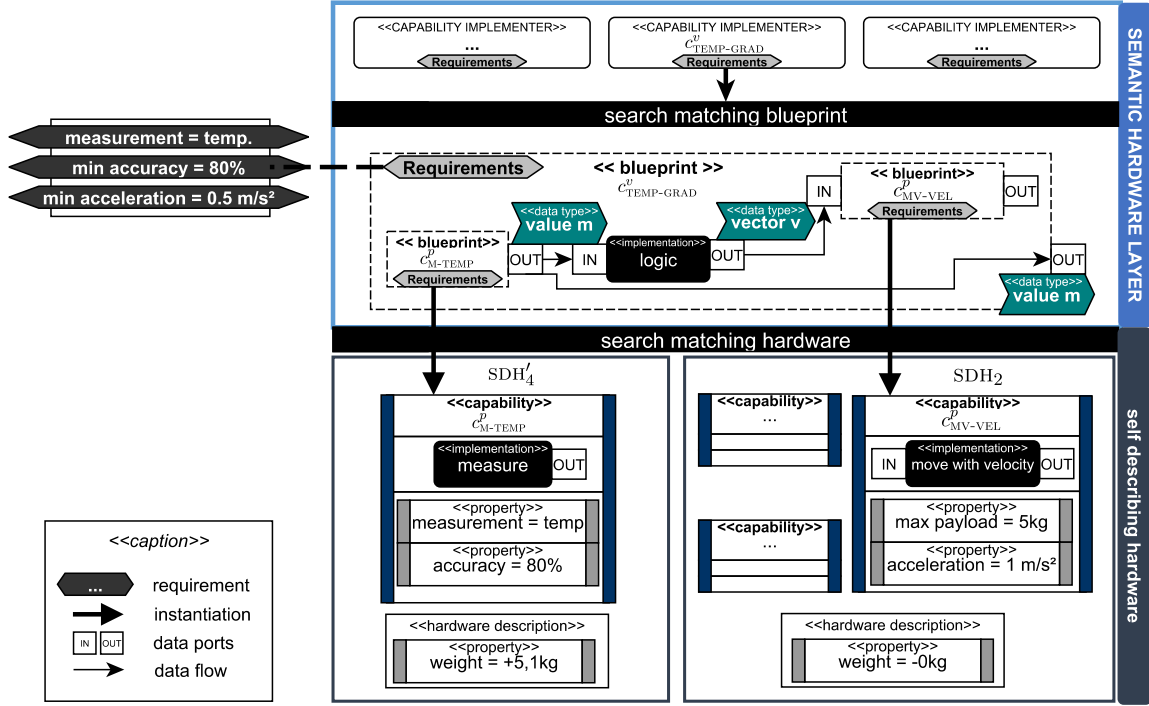 <<CAPABILITY IMPLEMENTER>>
...
Requirements
<<CAPABILITY IMPLEMENTER>>
c^v_TEMP-GRAD
Requirements
<<CAPABILITY IMPLEMENTER>>
...
Requirements
SEMANTIC HARDWARE LAYER
search matching blueprint
measurement = temp.
min accuracy = 80%
min acceleration = 0.5 m/s²
Requirements
<< blueprint >>
c^v_TEMP-GRAD
<< blueprint>>
c^p_M-TEMP
Requirements
OUT
<<data type>>
value m
IN
<<implementation>>
logic
OUT
<<data type>>
vector v
IN
<< blueprint>>
c^p_MV-VEL
Requirements
OUT
OUT
<<data type>>
value m
search matching hardware
self describing hardware
SDH′₄
<<capability>>
c^p_M-TEMP
<<implementation>>
measure
OUT
<<property>>
measurement = temp
<<property>>
accuracy = 80%
<<hardware description>>
<<property>>
weight = +5,1kg
SDH₂
<<capability>>
...
<<capability>>
...
<<capability>>
c^p_MV-VEL
IN
<<implementation>>
move with velocity
OUT
<<property>>
max payload = 5kg
<<property>>
acceleration = 1 m/s²
<<hardware description>>
<<property>>
weight = -0kg
<<caption>>
...
requirement
instantiation
IN
OUT
data ports
data flow